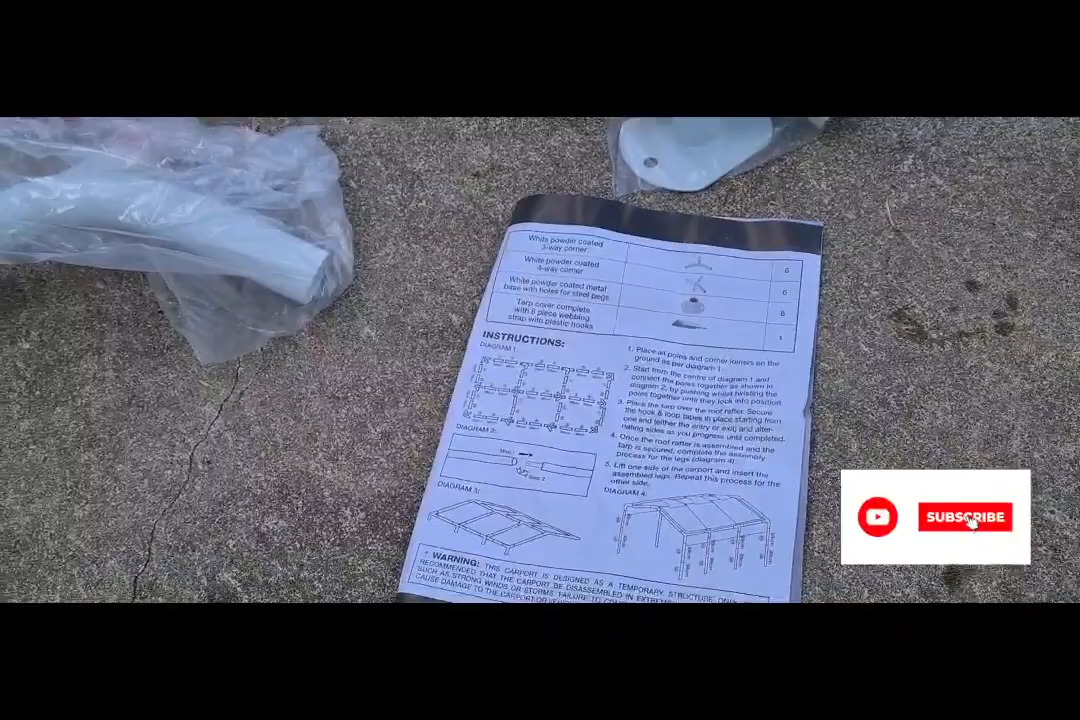 White powder coated
3-way corner
6
White powder coated
4-way corner
6
White powder coated metal
base with holes for steel pegs
8
Tarp cover complete
with 8 piece webbing
strap with plastic hooks
1
INSTRUCTIONS:
DIAGRAM 1:
DIAGRAM 2:
Step 1
Step 2
DIAGRAM 3:
1. Place all poles and corner joiners on the
ground as per diagram 1
2. Start from the centre of diagram 1 and
connect the poles together as shown in
diagram 2, by pushing whilst twisting the
poles together until they lock into position.
3. Place the tarp over the roof rafter. Secure
the hook & loop tapes in place starting from
one end (either the entry or exit) and alter-
nating sides as you progress until completed.
4. Once the roof rafter is assembled and the
tarp is secured, complete the assembly
process for the legs (diagram 4)
5. Lift one side of the carport and insert the
assembled legs. Repeat this process for the
other side.
DIAGRAM 4:
WARNING: THIS CARPORT IS DESIGNED AS A TEMPORARY STRUCTURE ONLY
RECOMMENDED THAT THE CARPORT BE DISASSEMBLED IN EXTREME
SUCH AS STRONG WINDS OR STORMS. FAILURE TO
CAUSE DAMAGE TO THE CARPORT OR
SUBSCRIBE